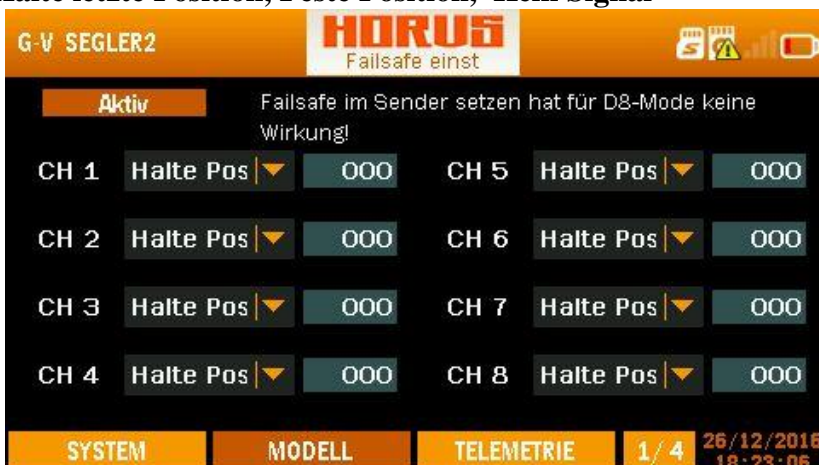 Halte letzte Position, Feste Position, Kein Signal
G-V SEGLER2
HORUS
Failsafe einst
Aktiv
Failsafe im Sender setzen hat für D8-Mode keine
Wirkung!
CH 1 Halte Pos 000 CH 5 Halte Pos 000
CH 2 Halte Pos 000 CH 6 Halte Pos 000
CH 3 Halte Pos 000 CH 7 Halte Pos 000
CH 4 Halte Pos 000 CH 8 Halte Pos 000
SYSTEM MODELL TELEMETRIE 1/4 26/12/2016
18:23:06